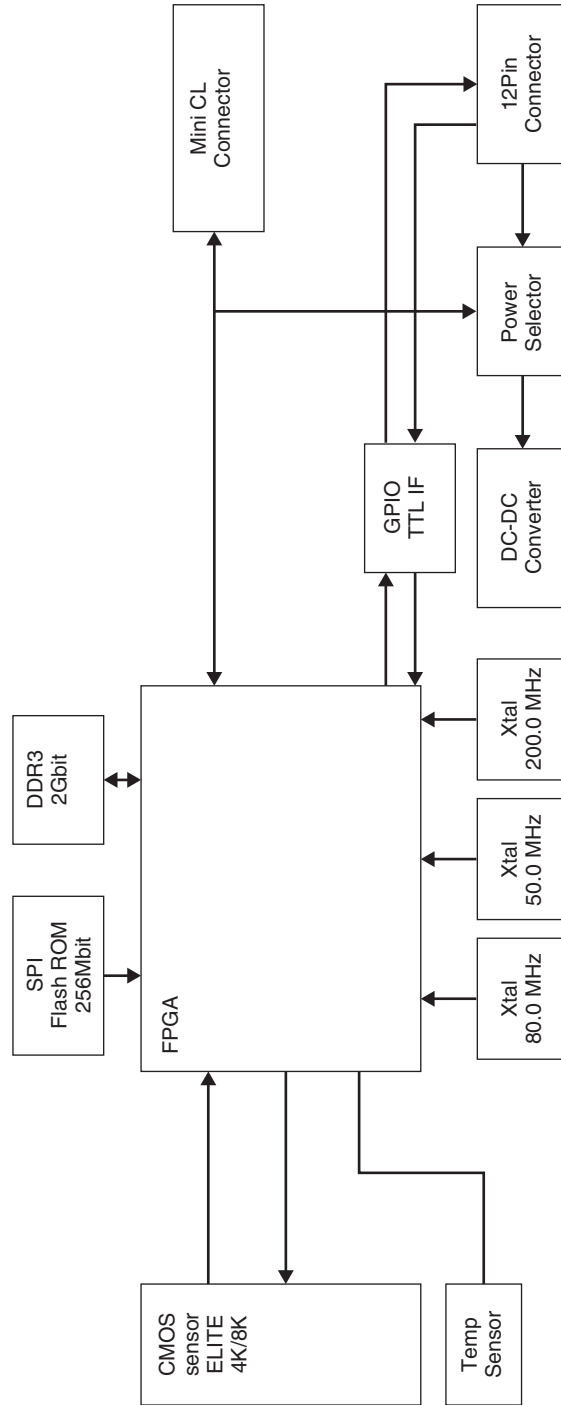 CMOS
sensor
ELITE
4K/8K
Temp
Sensor
SPI
Flash ROM
256Mbit
DDR3
2Gbit
FPGA
Xtal
80.0 MHz
Xtal
50.0 MHz
Xtal
200.0 MHz
GPIO
TTL IF
DC-DC
Converter
Power
Selector
Mini CL
Connector
12Pin
Connector